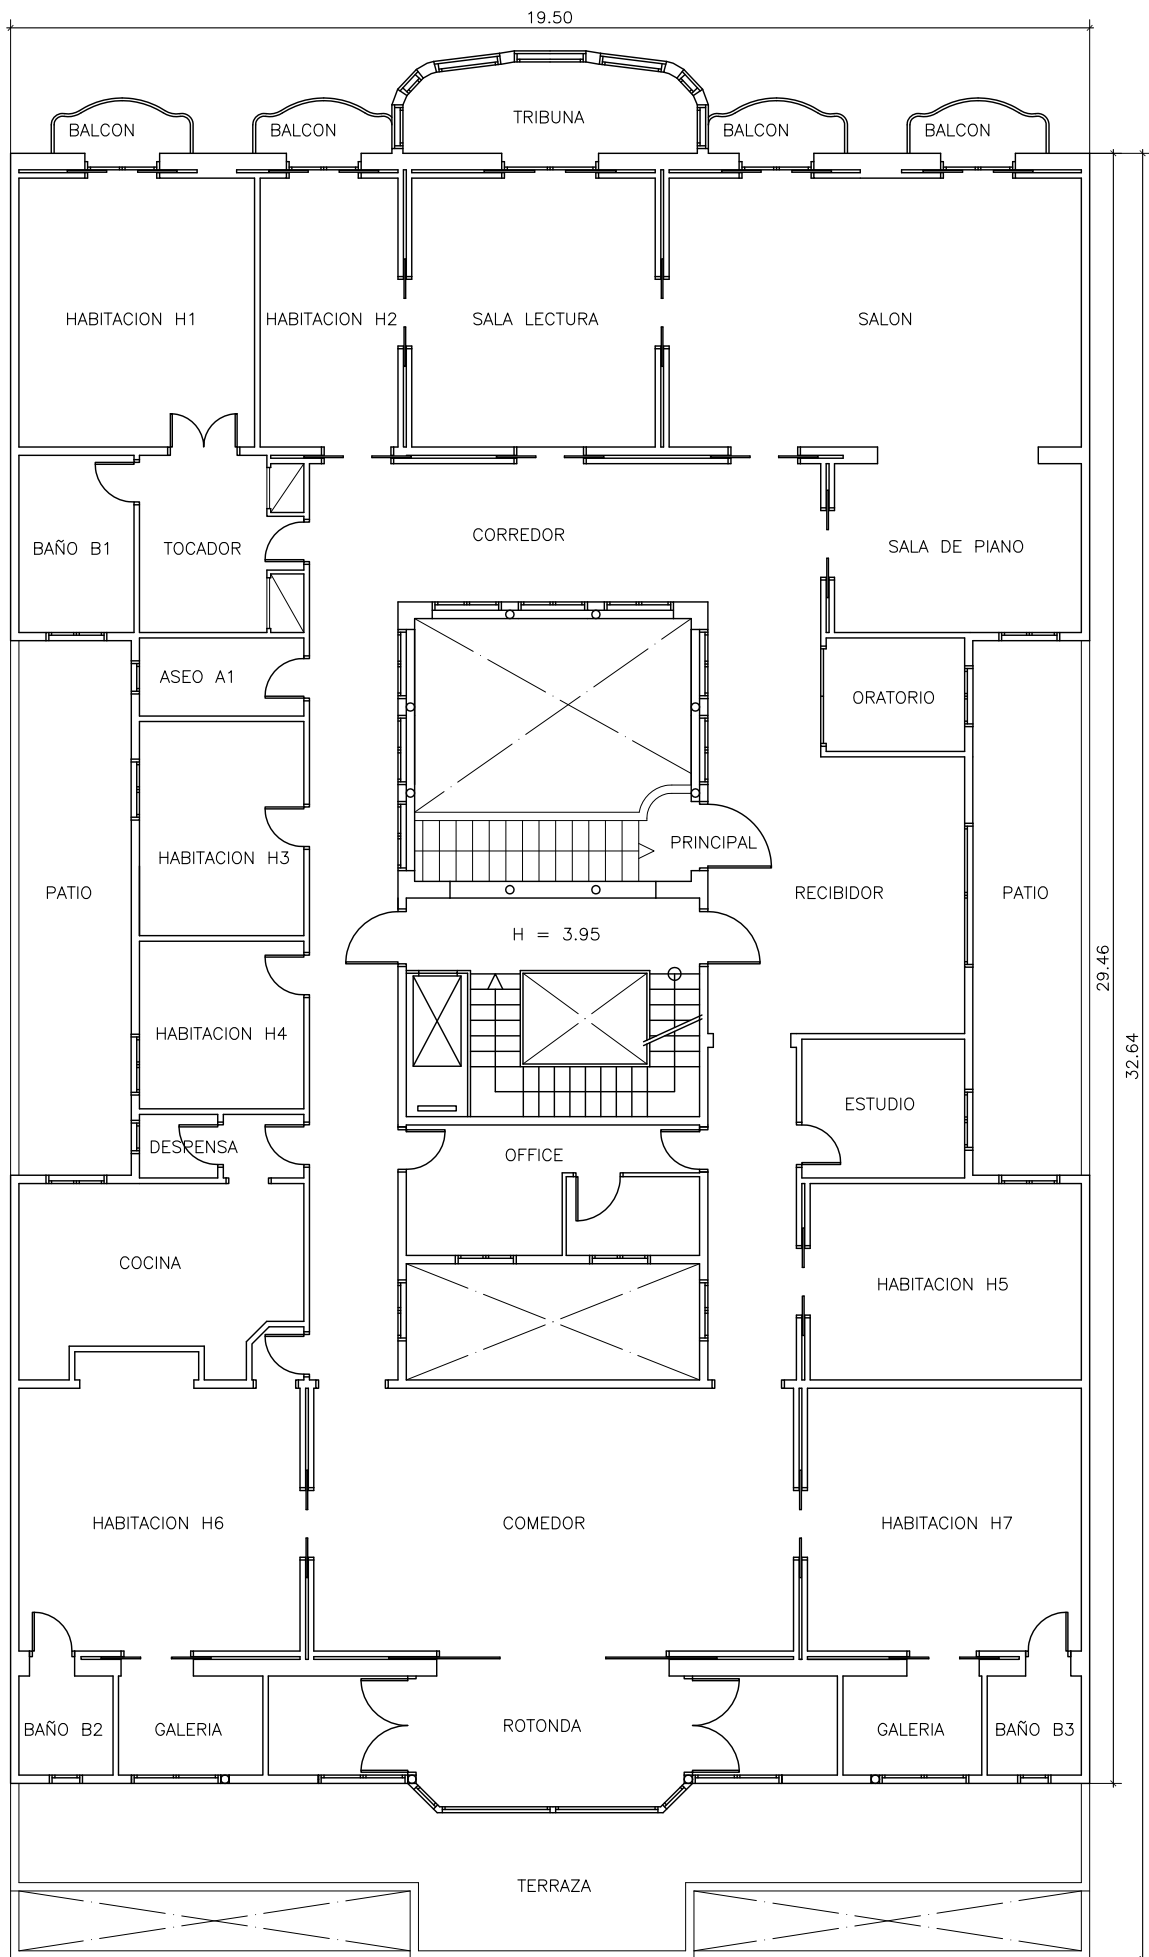 19.50
TRIBUNA
BALCON
BALCON
BALCON
BALCON
HABITACION H1
HABITACION H2
SALA LECTURA
SALON
CORREDOR
BAÑO B1
TOCADOR
SALA DE PIANO
ASEO A1
ORATORIO
PRINCIPAL
HABITACION H3
PATIO
RECIBIDOR
PATIO
H = 3.95
29.46
HABITACION H4
32.64
ESTUDIO
DESPENSA
OFFICE
COCINA
HABITACION H5
HABITACION H6
COMEDOR
HABITACION H7
BAÑO B2
GALERIA
ROTONDA
GALERIA
BAÑO B3
TERRAZA